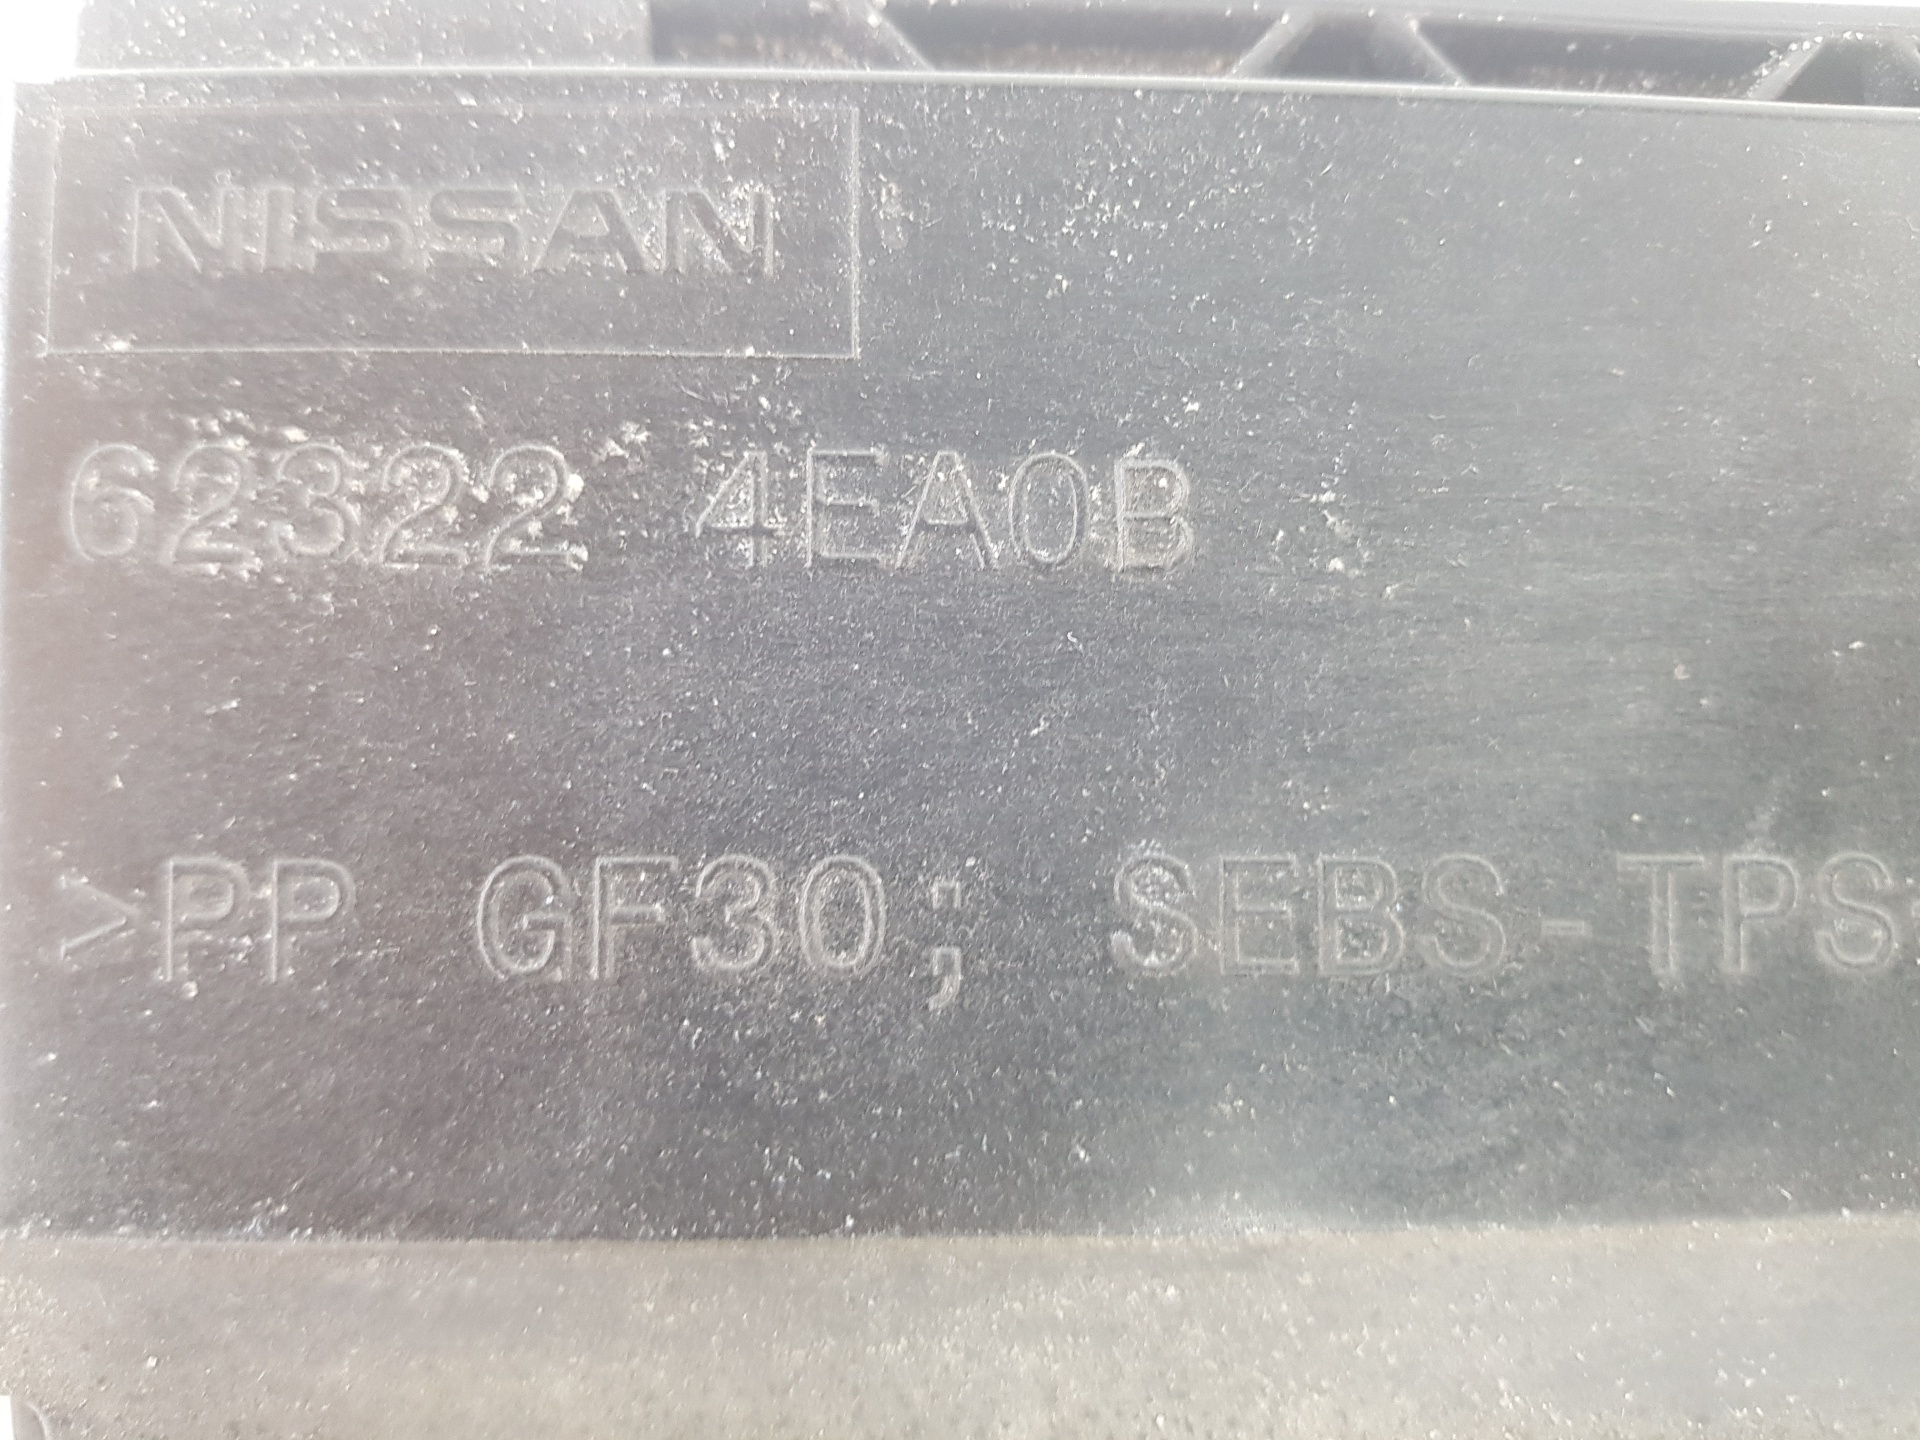 NISSAN
62322 4EA0B
>PP GF30; SEBS-TPS